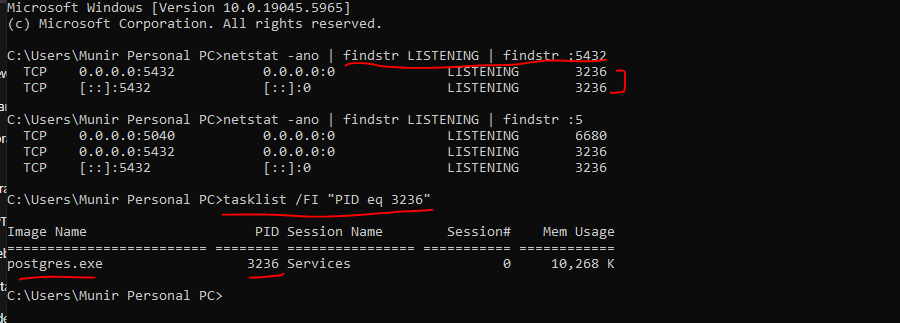 Microsoft Windows [Version 10.0.19045.5965]
(c) Microsoft Corporation. All rights reserved.
C:\Users\Munir Personal PC>netstat -ano | findstr LISTENING | findstr :5432
TCP 0.0.0.0:5432 0.0.0.0:0 LISTENING 3236
TCP [::]:5432 [::]:0 LISTENING 3236
C:\Users\Munir Personal PC>netstat -ano | findstr LISTENING | findstr :5
TCP 0.0.0.0:5040 0.0.0.0:0 LISTENING 6680
TCP 0.0.0.0:5432 0.0.0.0:0 LISTENING 3236
TCP [::]:5432 [::]:0 LISTENING 3236
C:\Users\Munir Personal PC>tasklist /FI "PID eq 3236"
Image Name PID Session Name Session# Mem Usage
========================= ======== ================ =========== ============
postgres.exe 3236 Services 0 10,268 K
C:\Users\Munir Personal PC>